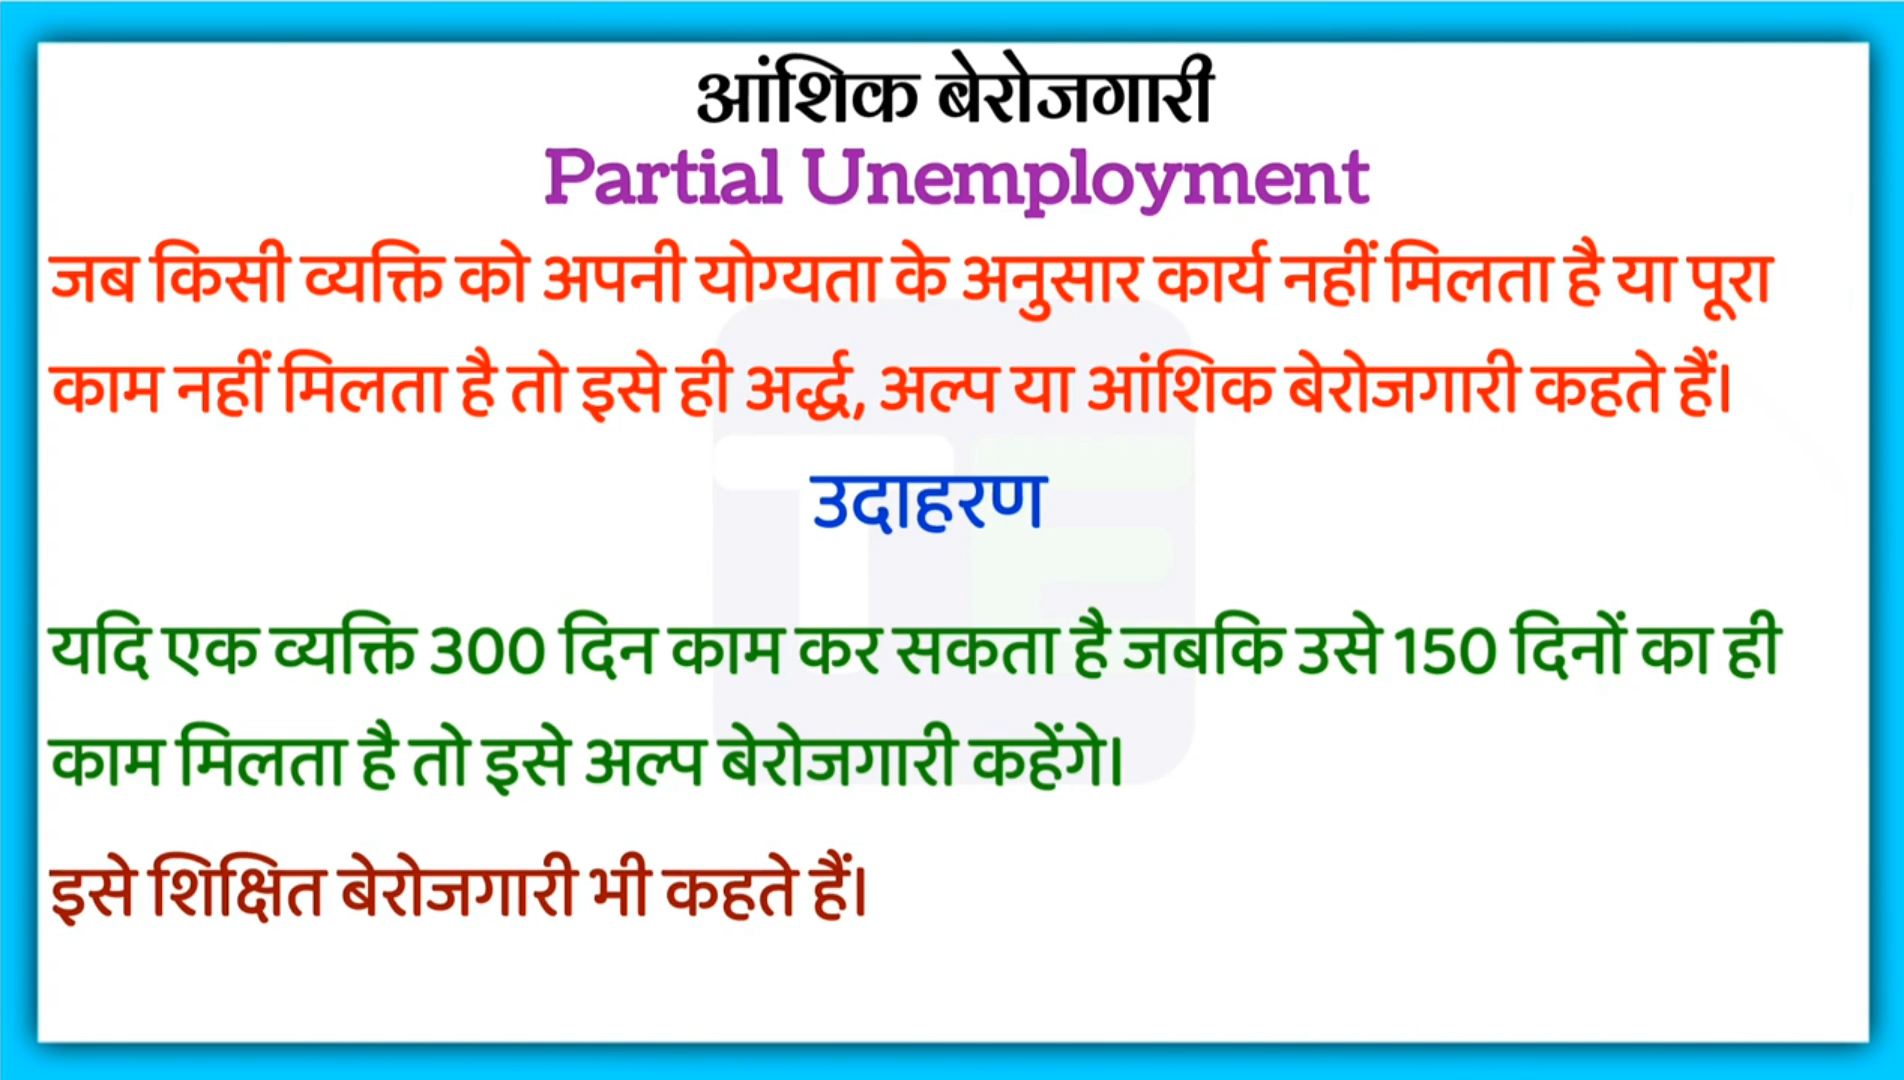 आंशिक बेरोजगारी
Partial Unemployment
जब किसी व्यक्ति को अपनी योग्यता के अनुसार कार्य नहीं मिलता है या पूरा
काम नहीं मिलता है तो इसे ही अर्द्ध, अल्प या आंशिक बेरोजगारी कहते हैं।
उदाहरण
यदि एक व्यक्ति 300 दिन काम कर सकता है जबकि उसे 150 दिनों का ही
काम मिलता है तो इसे अल्प बेरोजगारी कहेंगे।
इसे शिक्षित बेरोजगारी भी कहते हैं।